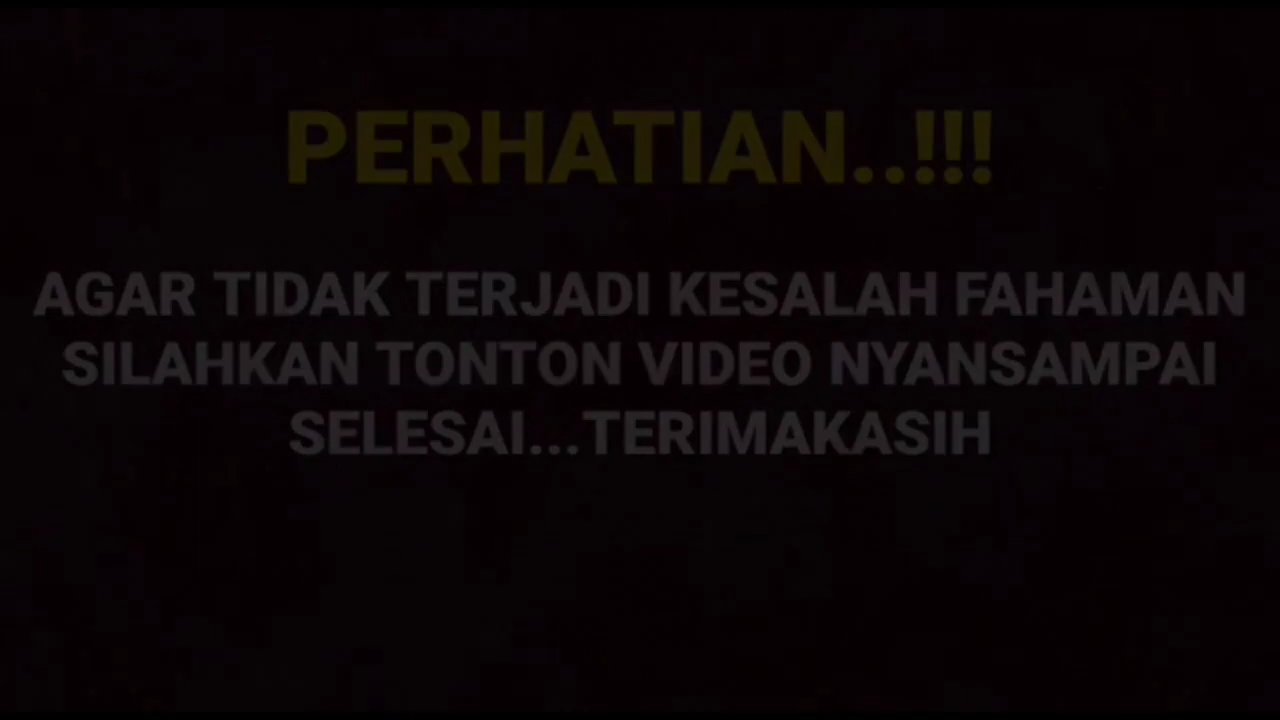 PERHATIAN..!!!
AGAR TIDAK TERJADI KESALAH FAHAMAN
SILAHKAN TONTON VIDEO NYANSAMPAI
SELESAI...TERIMAKASIH